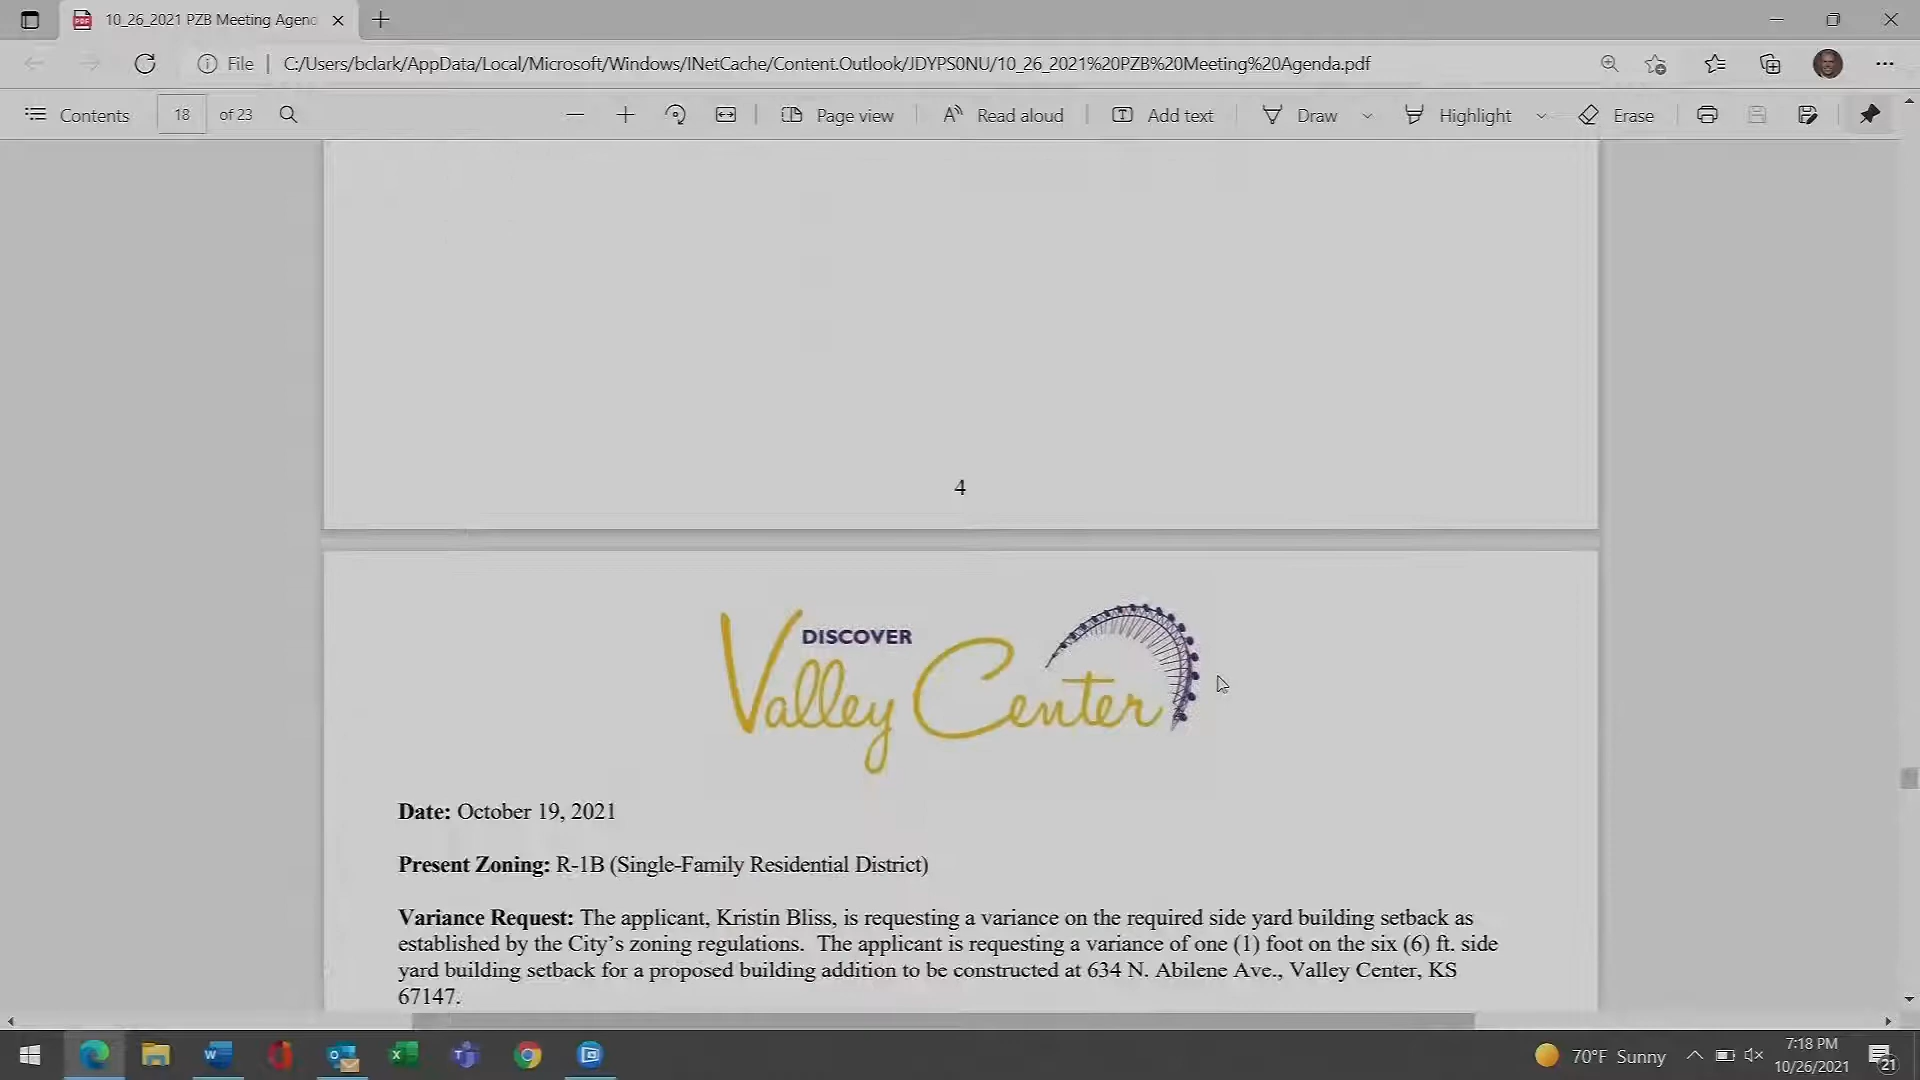 10_26_2021 PZB Meeting Agend
File
C:/Users/bclark/AppData/Local/Microsoft/Windows/INetCache/Content.Outlook/JDYPS0NU/10_26_2021%20PZB%20Meeting%20Agenda.pdf
Contents
18
of 23
Page view
Read aloud
Add text
Draw
Highlight
Erase
4
DISCOVER
Valley Center
Date: October 19, 2021
Present Zoning: R-1B (Single-Family Residential District)
Variance Request: The applicant, Kristin Bliss, is requesting a variance on the required side yard building setback as
established by the City's zoning regulations. The applicant is requesting a variance of one (1) foot on the six (6) ft. side
yard building setback for a proposed building addition to be constructed at 634 N. Abilene Ave., Valley Center, KS
67147.
70°F Sunny
7:18 PM
10/26/2021
21